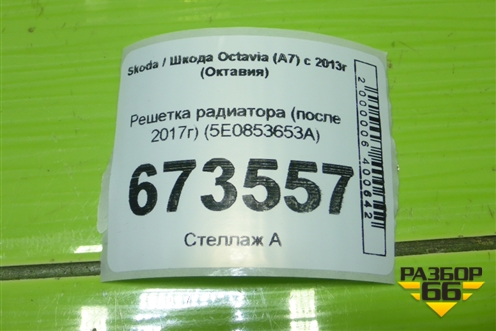 Skoda / Шкода Octavia (A7) с 2013г
(Октавия)
Решетка радиатора (после
2017г) (5E0853653A)
673557
Стеллаж А
2000006400642
РАЗБОР
66